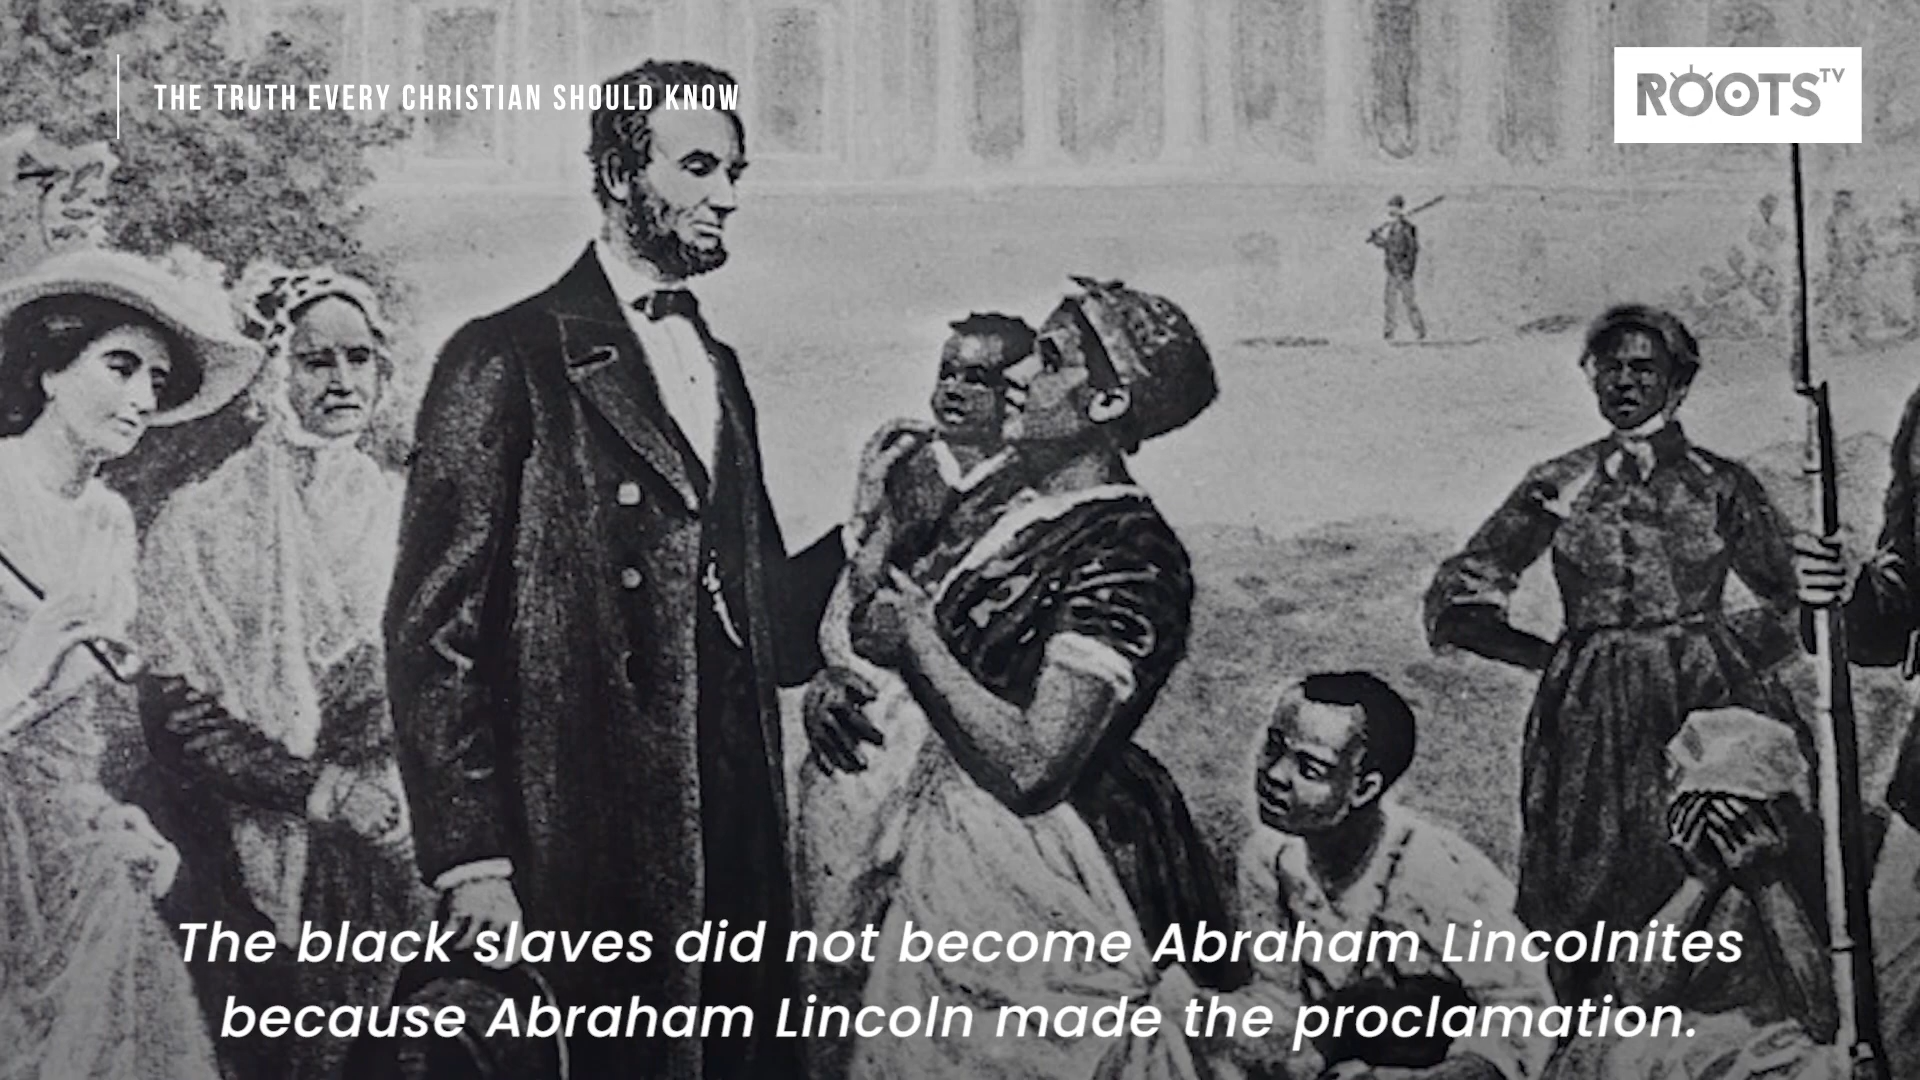 THE TRUTH EVERY CHRISTIAN SHOULD KNOW
ROOTS TV
The black slaves did not become Abraham Lincolnites
because Abraham Lincoln made the proclamation.